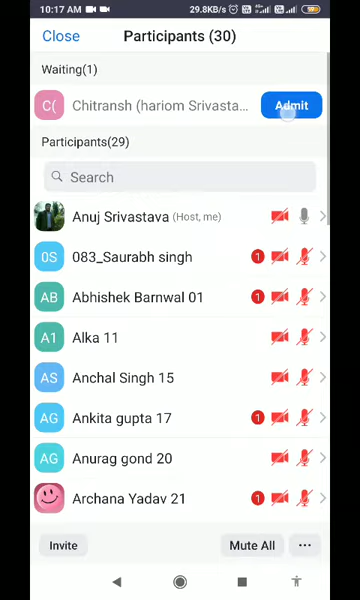 10:17 AM 29.8KB/s
Close Participants (30)
Waiting(1)
C( Chitransh (hariom Srivasta... Admit
Participants(29)
Search
Anuj Srivastava (Host, me)
0S 083_Saurabh singh 1
AB Abhishek Barnwal 01 1
A1 Alka 11
AS Anchal Singh 15
AG Ankita gupta 17 1
AG Anurag gond 20
Archana Yadav 21 1
Invite Mute All ...